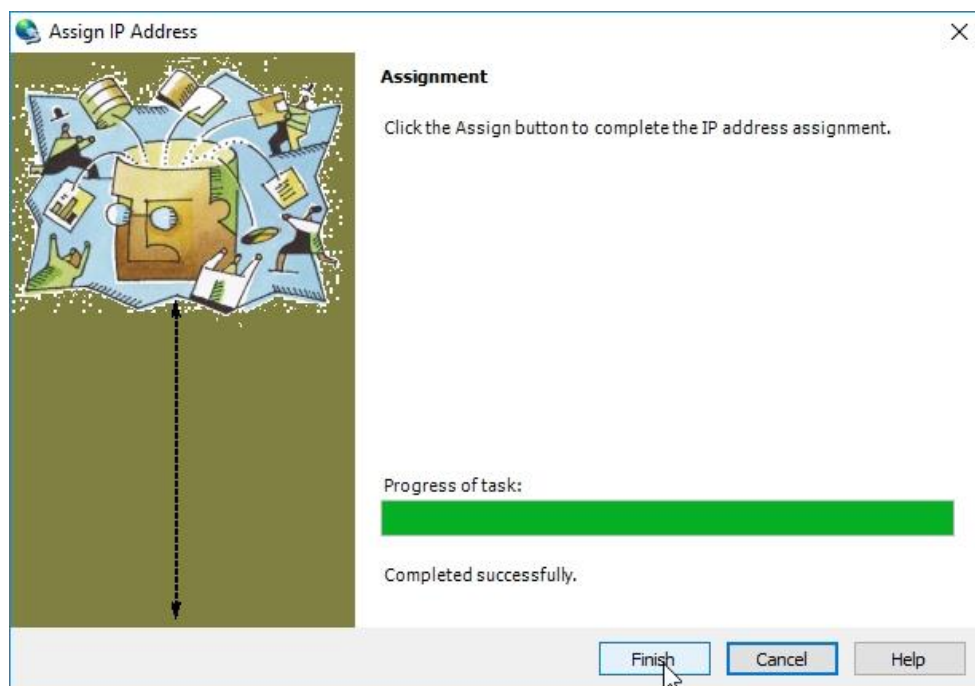 Assign IP Address
Assignment
Click the Assign button to complete the IP address assignment.
Progress of task:
Completed successfully.
Finish
Cancel
Help